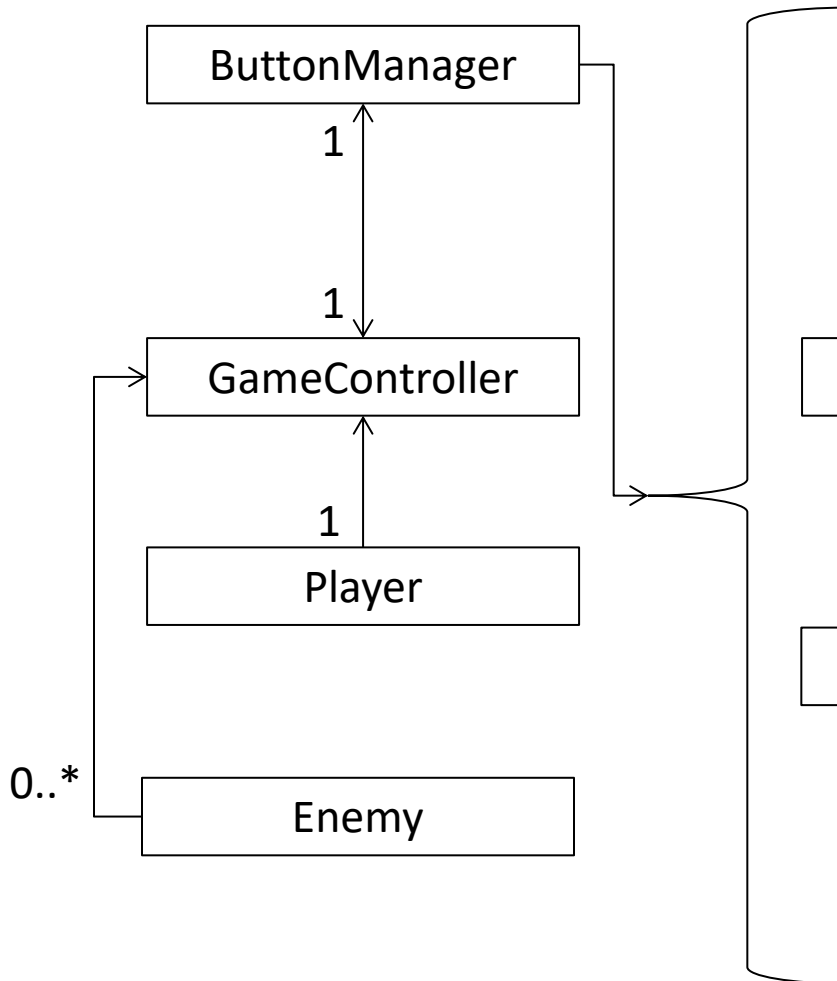 ButtonManager
1
1
GameController
1
Player
0..*
Enemy